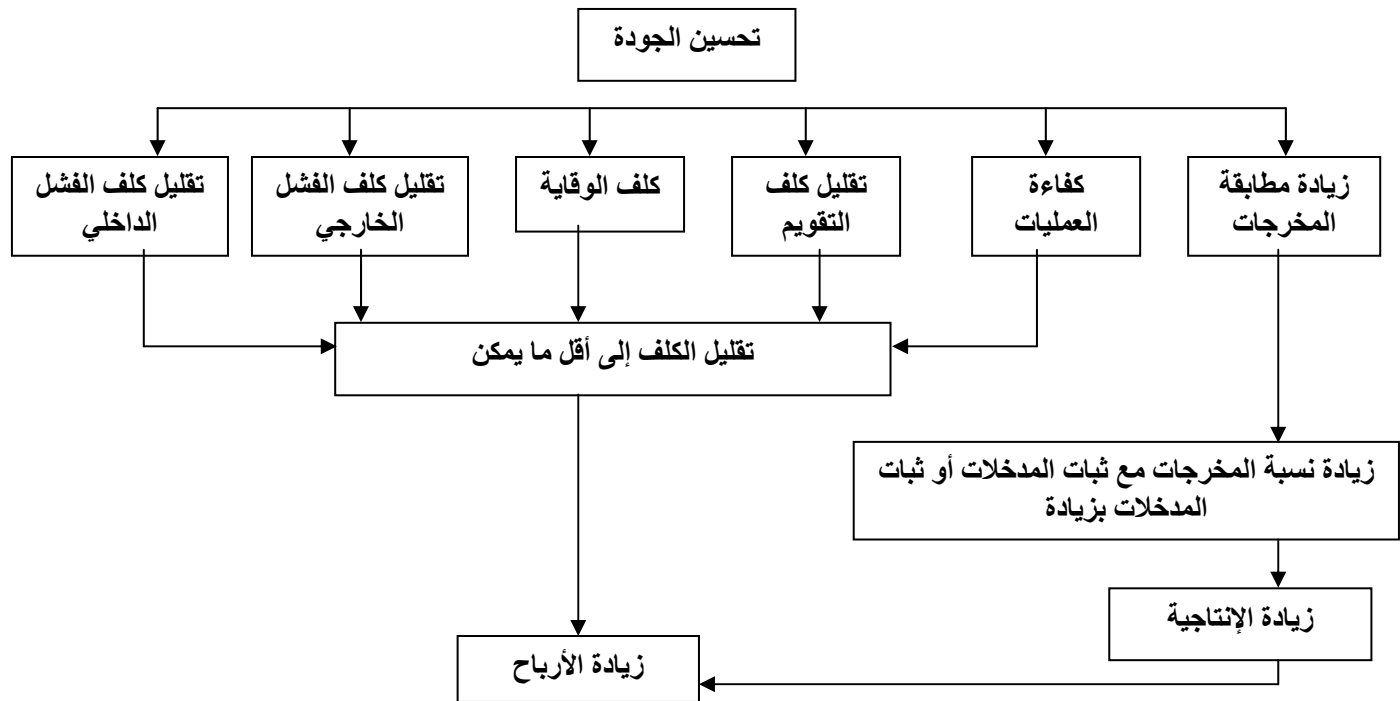 تحسين الجودة
زيادة مطابقة
المخرجات
كفاءة
العمليات
تقليل كلف
التقويم
كلف الوقاية
تقليل كلف الفشل
الخارجي
تقليل كلف الفشل
الداخلي
تقليل الكلف إلى أقل ما يمكن
زيادة نسبة المخرجات مع ثبات المدخلات أو ثبات
المدخلات بزيادة
زيادة الإنتاجية
زيادة الأرباح